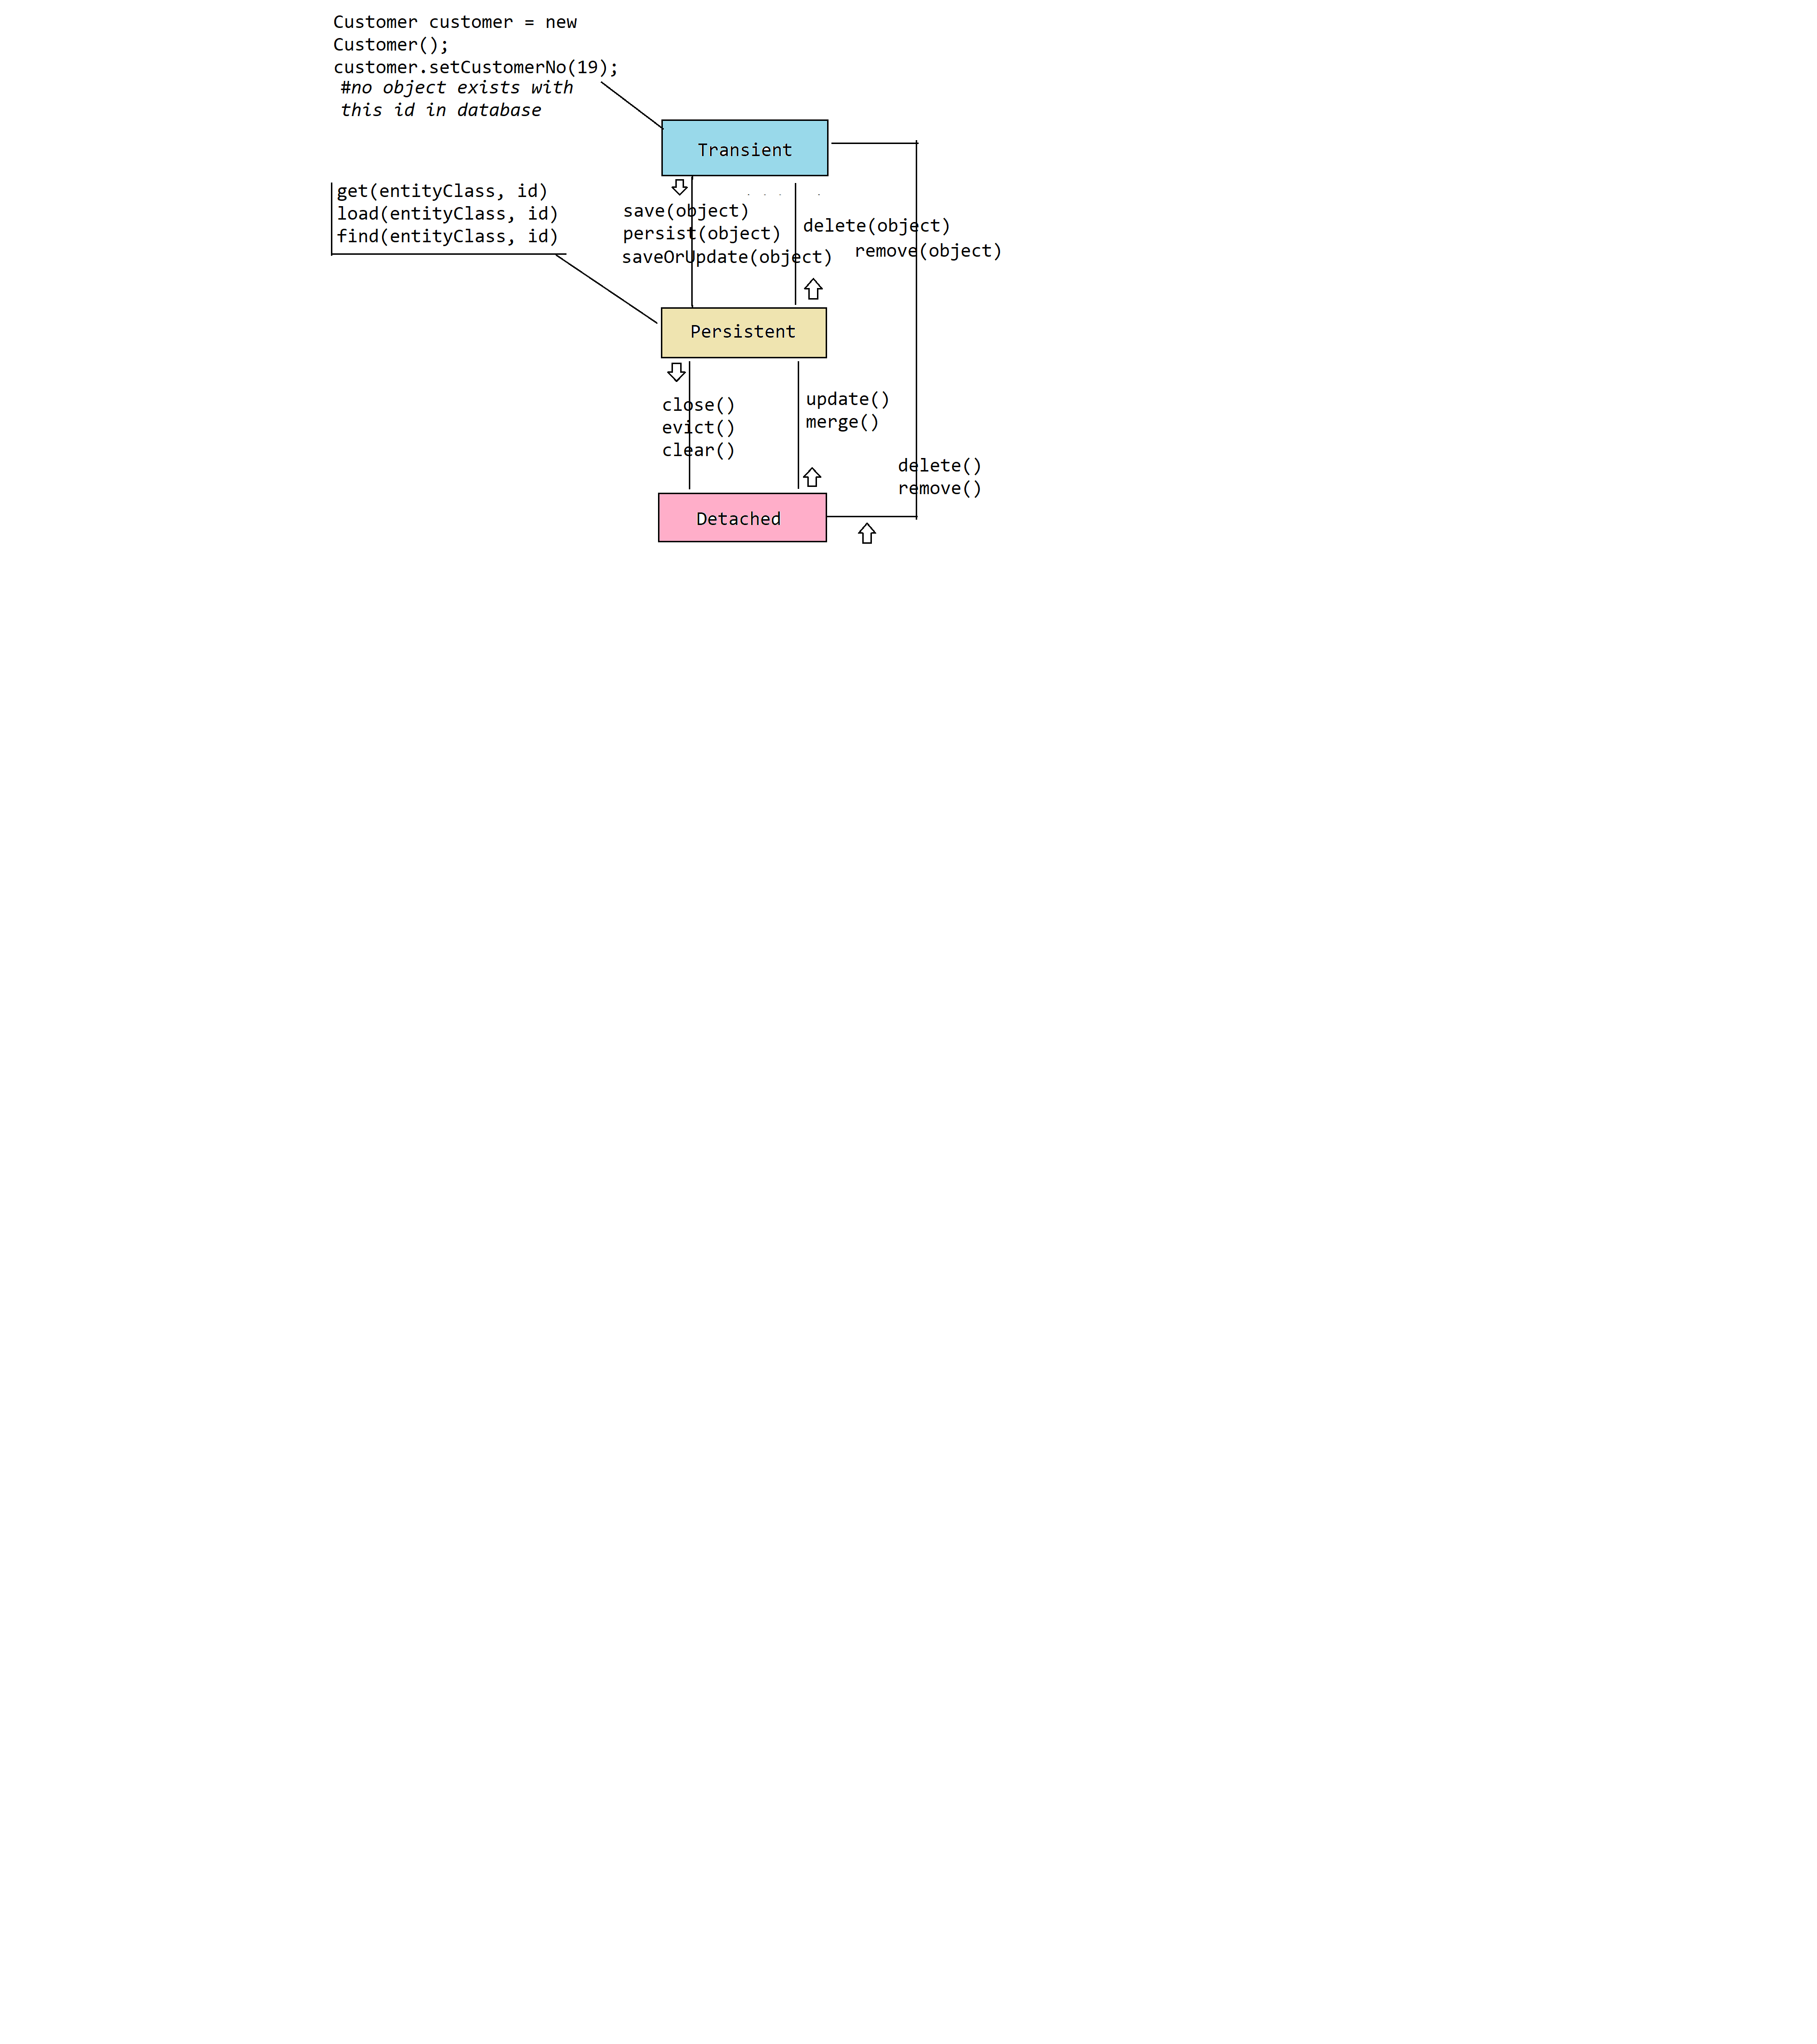 Customer customer = new
Customer();
customer.setCustomerNo(19);
#no object exists with
this id in database
Transient
get(entityClass, id)
load(entityClass, id)
find(entityClass, id)
save(object)
persist(object)
saveOrUpdate(object)
delete(object)
remove(object)
Persistent
close()
evict()
clear()
update()
merge()
delete()
remove()
Detached